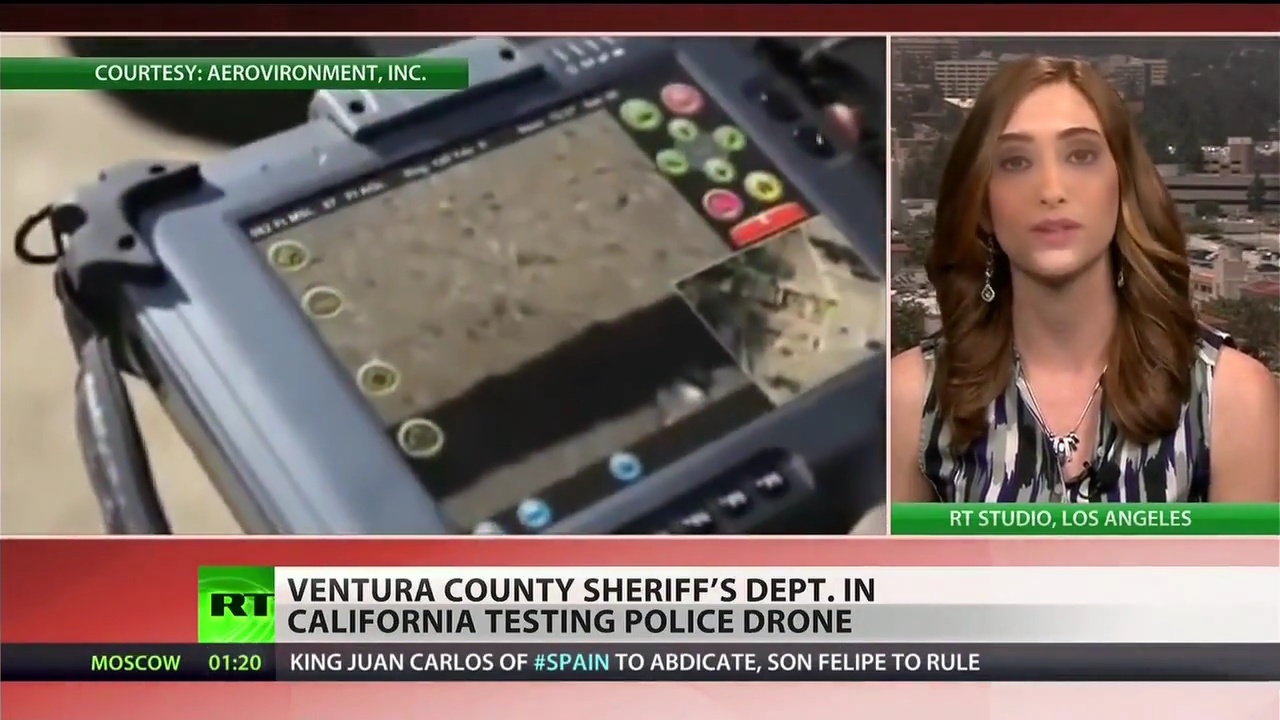 COURTESY: AEROVIRONMENT, INC.
RT STUDIO, LOS ANGELES
RT
VENTURA COUNTY SHERIFF'S DEPT. IN
CALIFORNIA TESTING POLICE DRONE
MOSCOW 01:20 KING JUAN CARLOS OF #SPAIN TO ABDICATE, SON FELIPE TO RULE